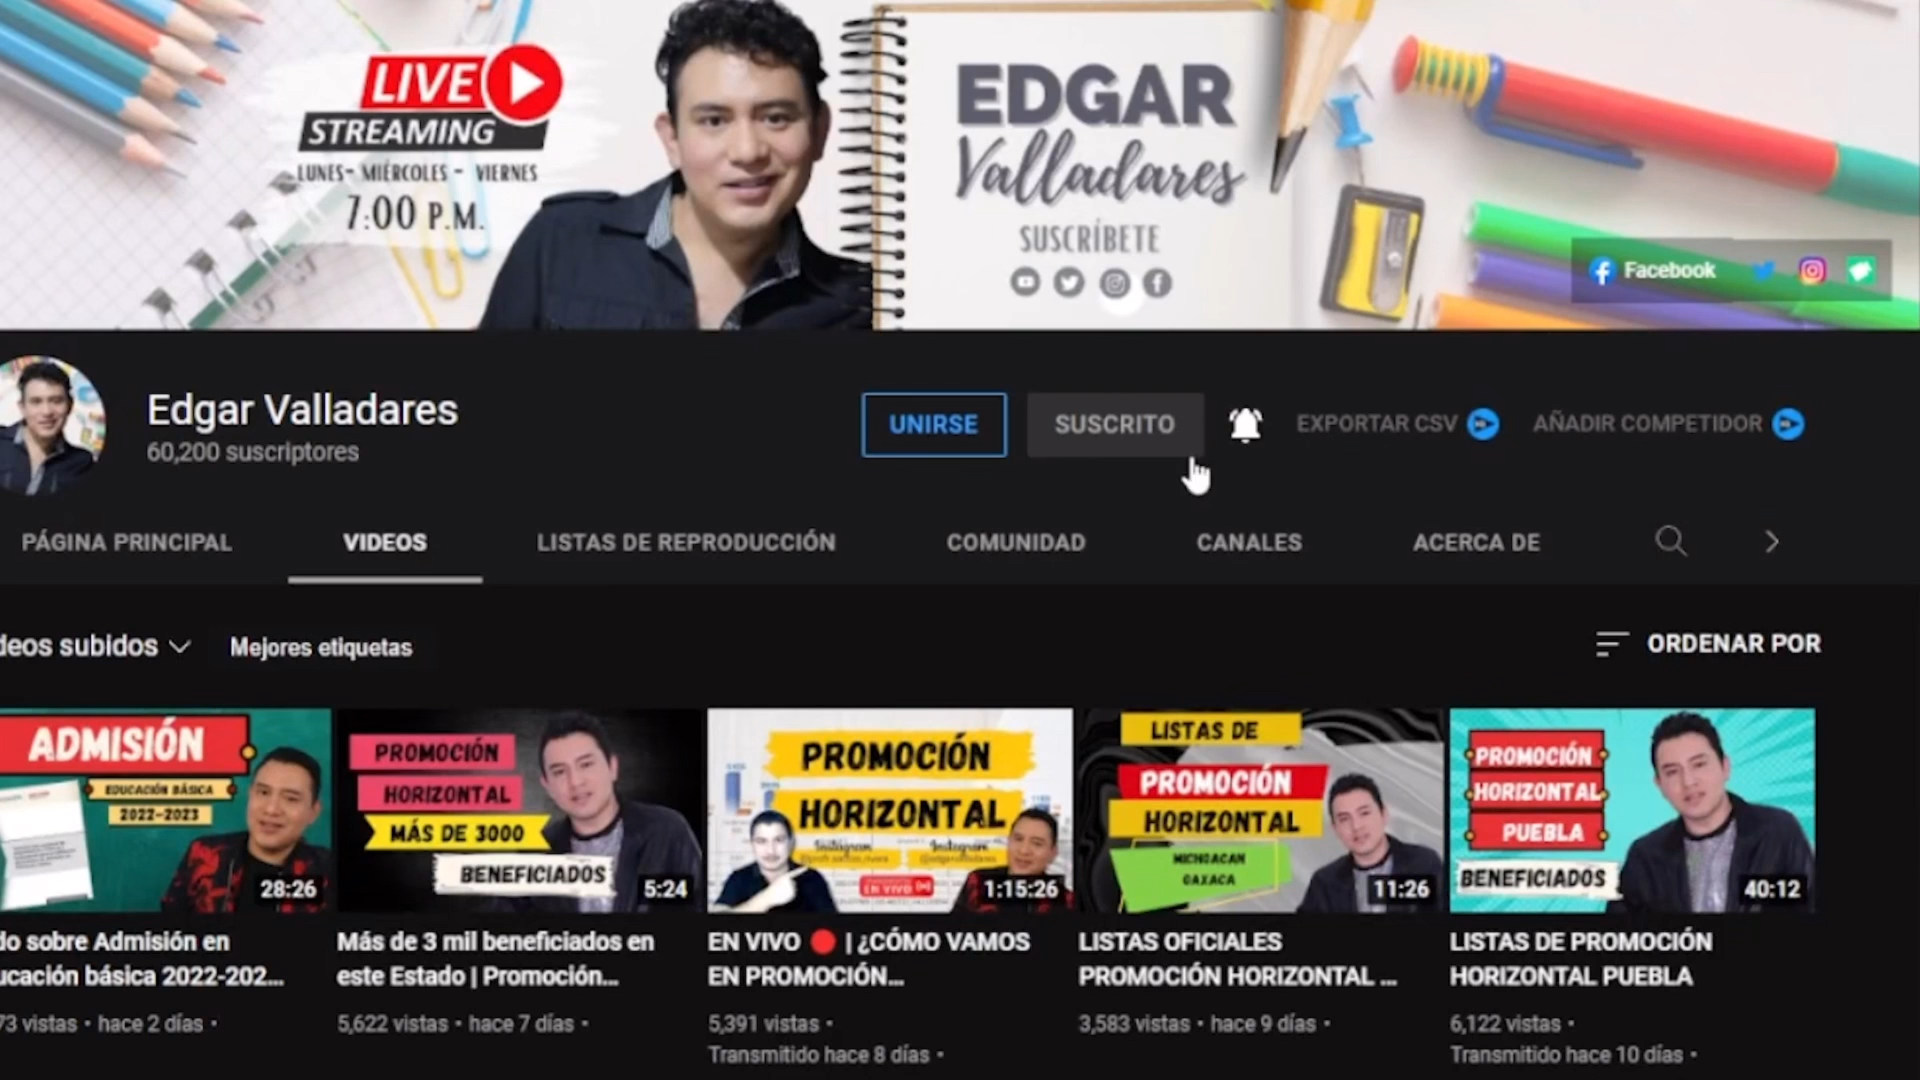 LIVE
STREAMING
LUNES- MIÉRCOLES - VIERNES
7:00 P.M.
EDGAR
Valladares
SUSCRÍBETE
Facebook
Edgar Valladares
60,200 suscriptores
UNIRSE
SUSCRITO
EXPORTAR CSV
AÑADIR COMPETIDOR
PÁGINA PRINCIPAL
VIDEOS
LISTAS DE REPRODUCCIÓN
COMUNIDAD
CANALES
ACERCA DE
deos subidos
Mejores etiquetas
ORDENAR POR
ADMISIÓN
EDUCACIÓN BÁSICA
2022-2023
28:26
PROMOCIÓN
HORIZONTAL
MÁS DE 3000
BENEFICIADOS
5:24
PROMOCIÓN
HORIZONTAL
Instagram
Instagram
EN VIVO
1:15:26
LISTAS DE
PROMOCIÓN
HORIZONTAL
MICHOACAN
OAXACA
11:26
PROMOCIÓN
HORIZONTAL
PUEBLA
BENEFICIADOS
40:12
do sobre Admisión en
ucación básica 2022-202...
73 vistas • hace 2 días •
Más de 3 mil beneficiados en
este Estado | Promoción...
5,622 vistas • hace 7 días •
EN VIVO 🔴 | ¿CÓMO VAMOS
EN PROMOCIÓN...
5,391 vistas •
Transmitido hace 8 días •
LISTAS OFICIALES
PROMOCIÓN HORIZONTAL ...
3,583 vistas • hace 9 días •
LISTAS DE PROMOCIÓN
HORIZONTAL PUEBLA
6,122 vistas •
Transmitido hace 10 días •